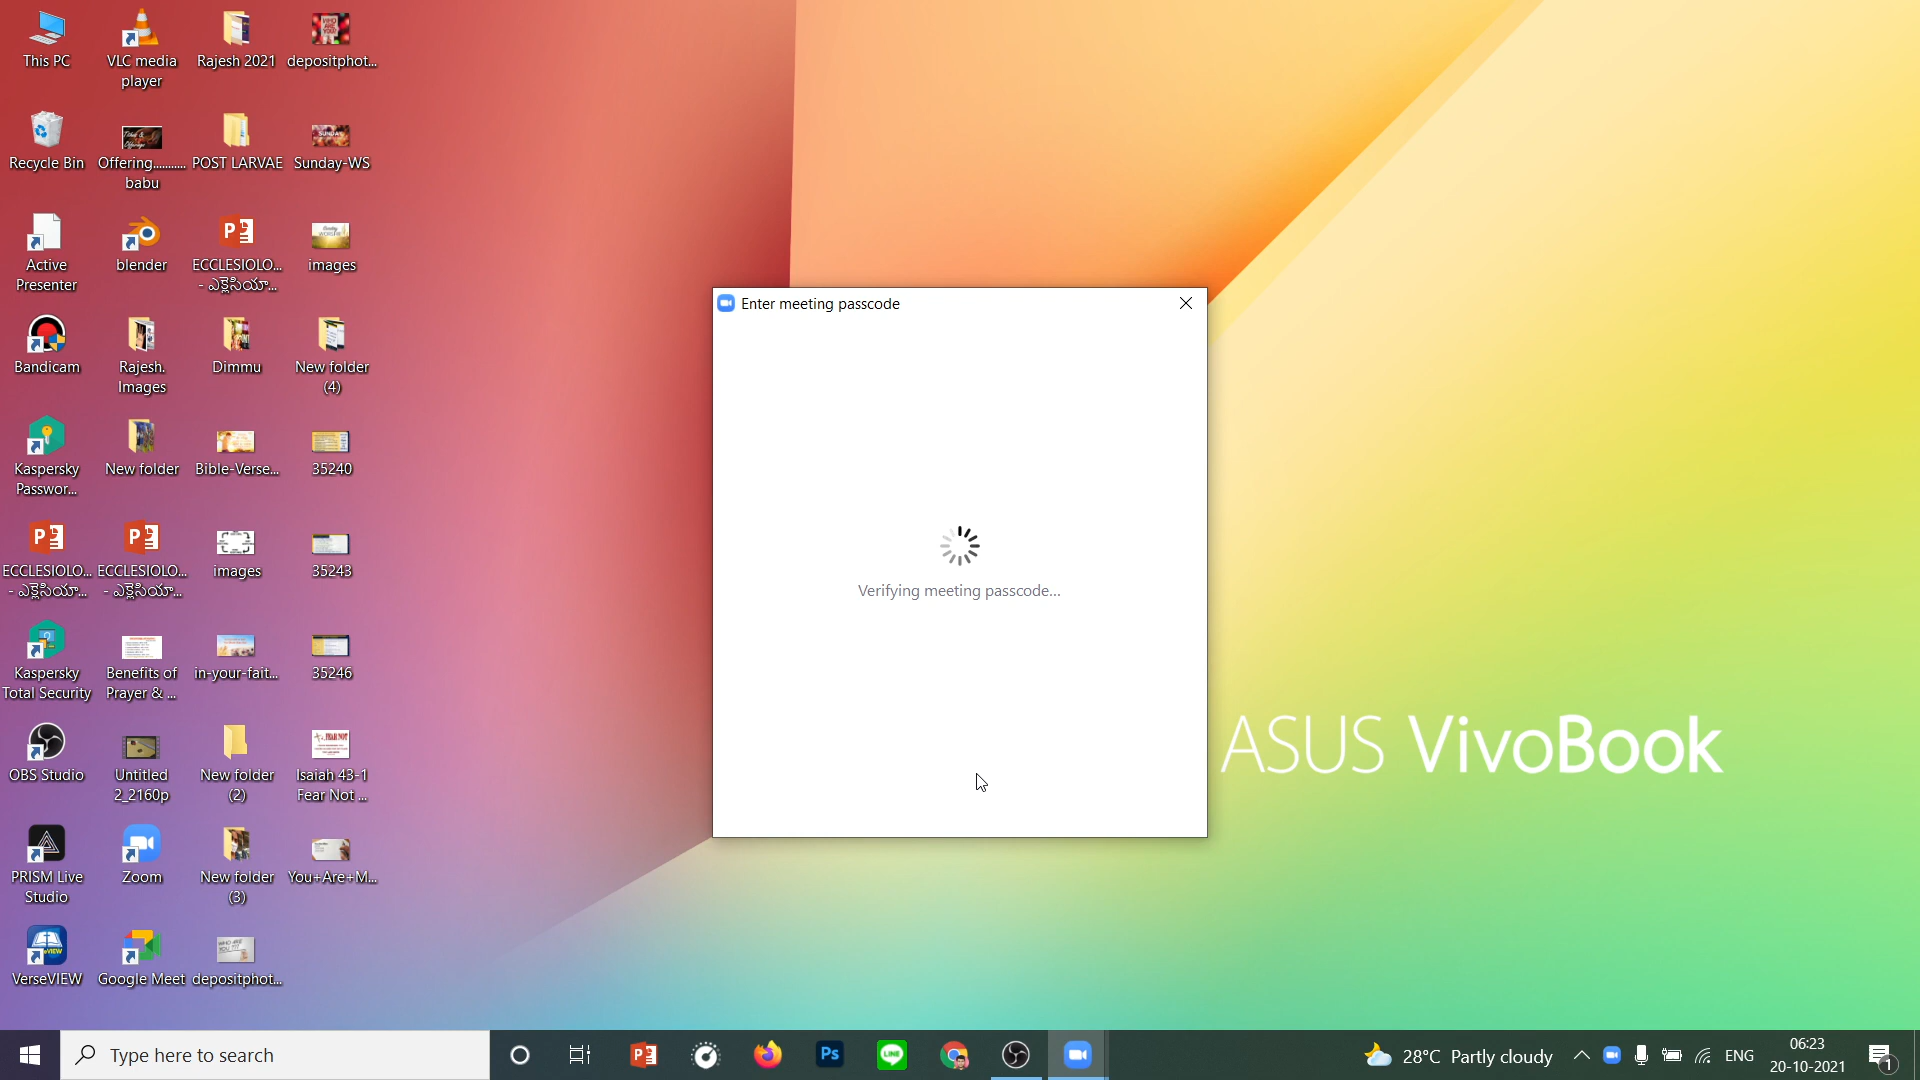 This PC
VLC media
player
Rajesh 2021
depositphot...
Recycle Bin
Offering...........
babu
POST LARVAE
Sunday-WS
Active
Presenter
blender
ECCLESIOLO...
- ఎక్లెసియా...
images
Bandicam
Rajesh.
Images
Dimmu
New folder
(4)
Kaspersky
Passwor...
New folder
Bible-Verse...
35240
ECCLESIOLO...
- ఎక్లెసియా...
ECCLESIOLO...
- ఎక్లెసియా...
images
35243
Kaspersky
Total Security
Benefits of
Prayer & ...
in-your-fait...
35246
OBS Studio
Untitled
2_2160p
New folder
(2)
FEAR NOT
Isaiah 43-1
Fear Not ...
PRISM Live
Studio
Zoom
New folder
(3)
You+Are+M...
VerseVIEW
Google Meet
depositphot...
Enter meeting passcode
Verifying meeting passcode...
ASUS VivoBook
Type here to search
Ps
LINE
28°C Partly cloudy
ENG
06:23
20-10-2021
1